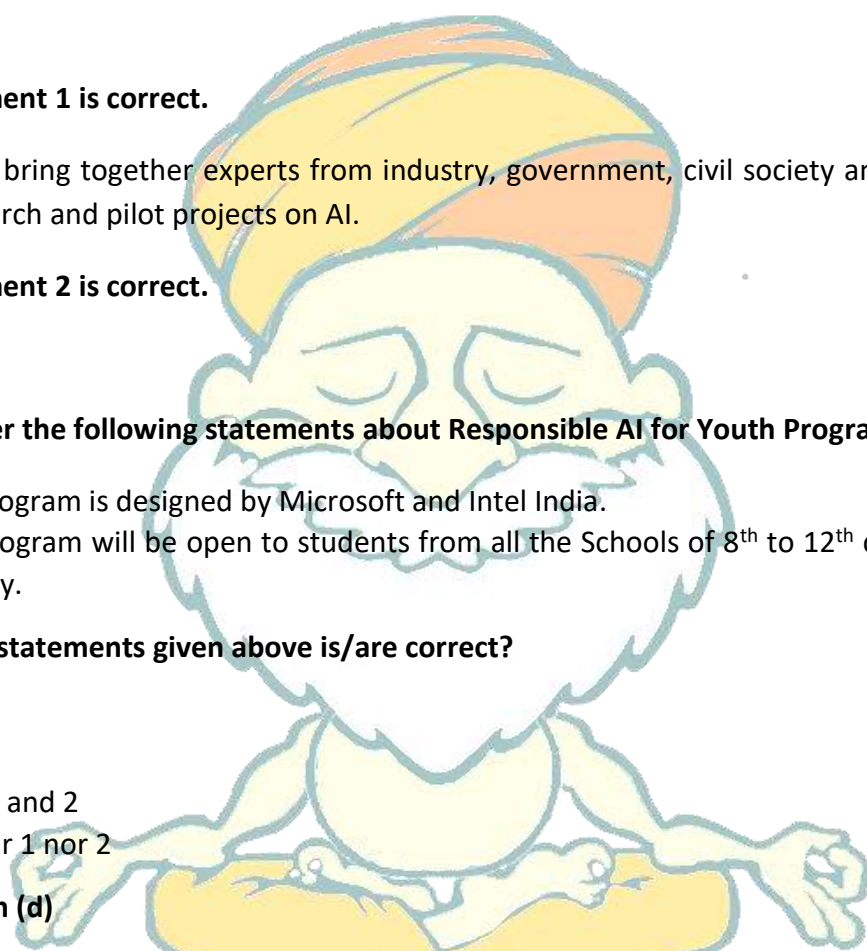 ent 1 is correct.
bring together experts from industry, government, civil society
rch and pilot projects on AI.
ent 2 is correct.
er the following statements about Responsible AI for Youth Progra
ogram is designed by Microsoft and Intel India.
ogram will be open to students from all the Schools of 8th to 12th
y.
statements given above is/are correct?
and 2
r 1 nor 2
(d)